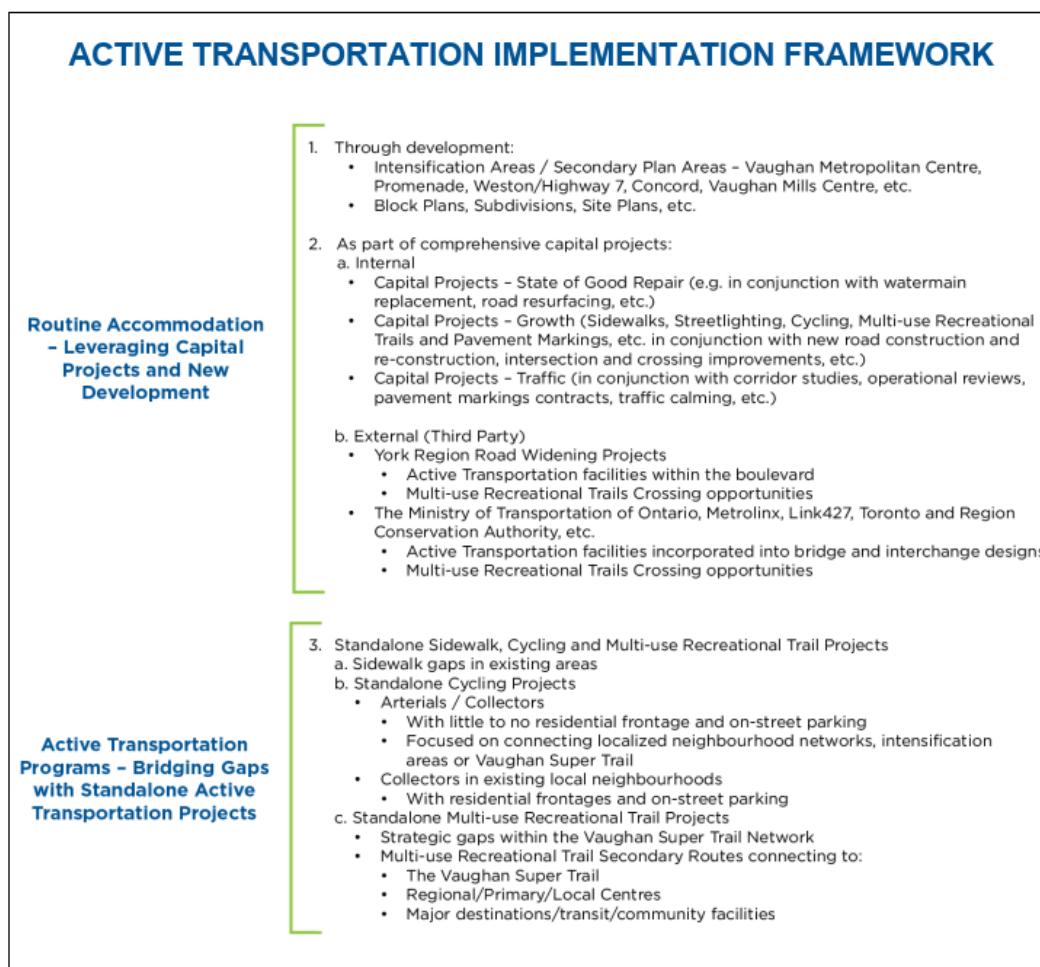 ACTIVE TRANSPORTATION IMPLEMENTATION FRAMEWORK
Routine Accommodation
– Leveraging Capital
Projects and New
Development
1. Through development:
• Intensification Areas / Secondary Plan Areas – Vaughan Metropolitan Centre,
Promenade, Weston/Highway 7, Concord, Vaughan Mills Centre, etc.
• Block Plans, Subdivisions, Site Plans, etc.
2. As part of comprehensive capital projects:
a. Internal
• Capital Projects – State of Good Repair (e.g. in conjunction with watermain
replacement, road resurfacing, etc.)
• Capital Projects – Growth (Sidewalks, Streetlighting, Cycling, Multi-use Recreational
Trails and Pavement Markings, etc. in conjunction with new road construction and
re-construction, intersection and crossing improvements, etc.)
• Capital Projects – Traffic (in conjunction with corridor studies, operational reviews,
pavement markings contracts, traffic calming, etc.)
b. External (Third Party)
• York Region Road Widening Projects
• Active Transportation facilities within the boulevard
• Multi-use Recreational Trails Crossing opportunities
• The Ministry of Transportation of Ontario, Metrolinx, Link427, Toronto and Region
Conservation Authority, etc.
• Active Transportation facilities incorporated into bridge and interchange designs
• Multi-use Recreational Trails Crossing opportunities
Active Transportation
Programs – Bridging Gaps
with Standalone Active
Transportation Projects
3. Standalone Sidewalk, Cycling and Multi-use Recreational Trail Projects
a. Sidewalk gaps in existing areas
b. Standalone Cycling Projects
• Arterials / Collectors
• With little to no residential frontage and on-street parking
• Focused on connecting localized neighbourhood networks, intensification
areas or Vaughan Super Trail
• Collectors in existing local neighbourhoods
• With residential frontages and on-street parking
c. Standalone Multi-use Recreational Trail Projects
• Strategic gaps within the Vaughan Super Trail Network
• Multi-use Recreational Trail Secondary Routes connecting to:
• The Vaughan Super Trail
• Regional/Primary/Local Centres
• Major destinations/transit/community facilities